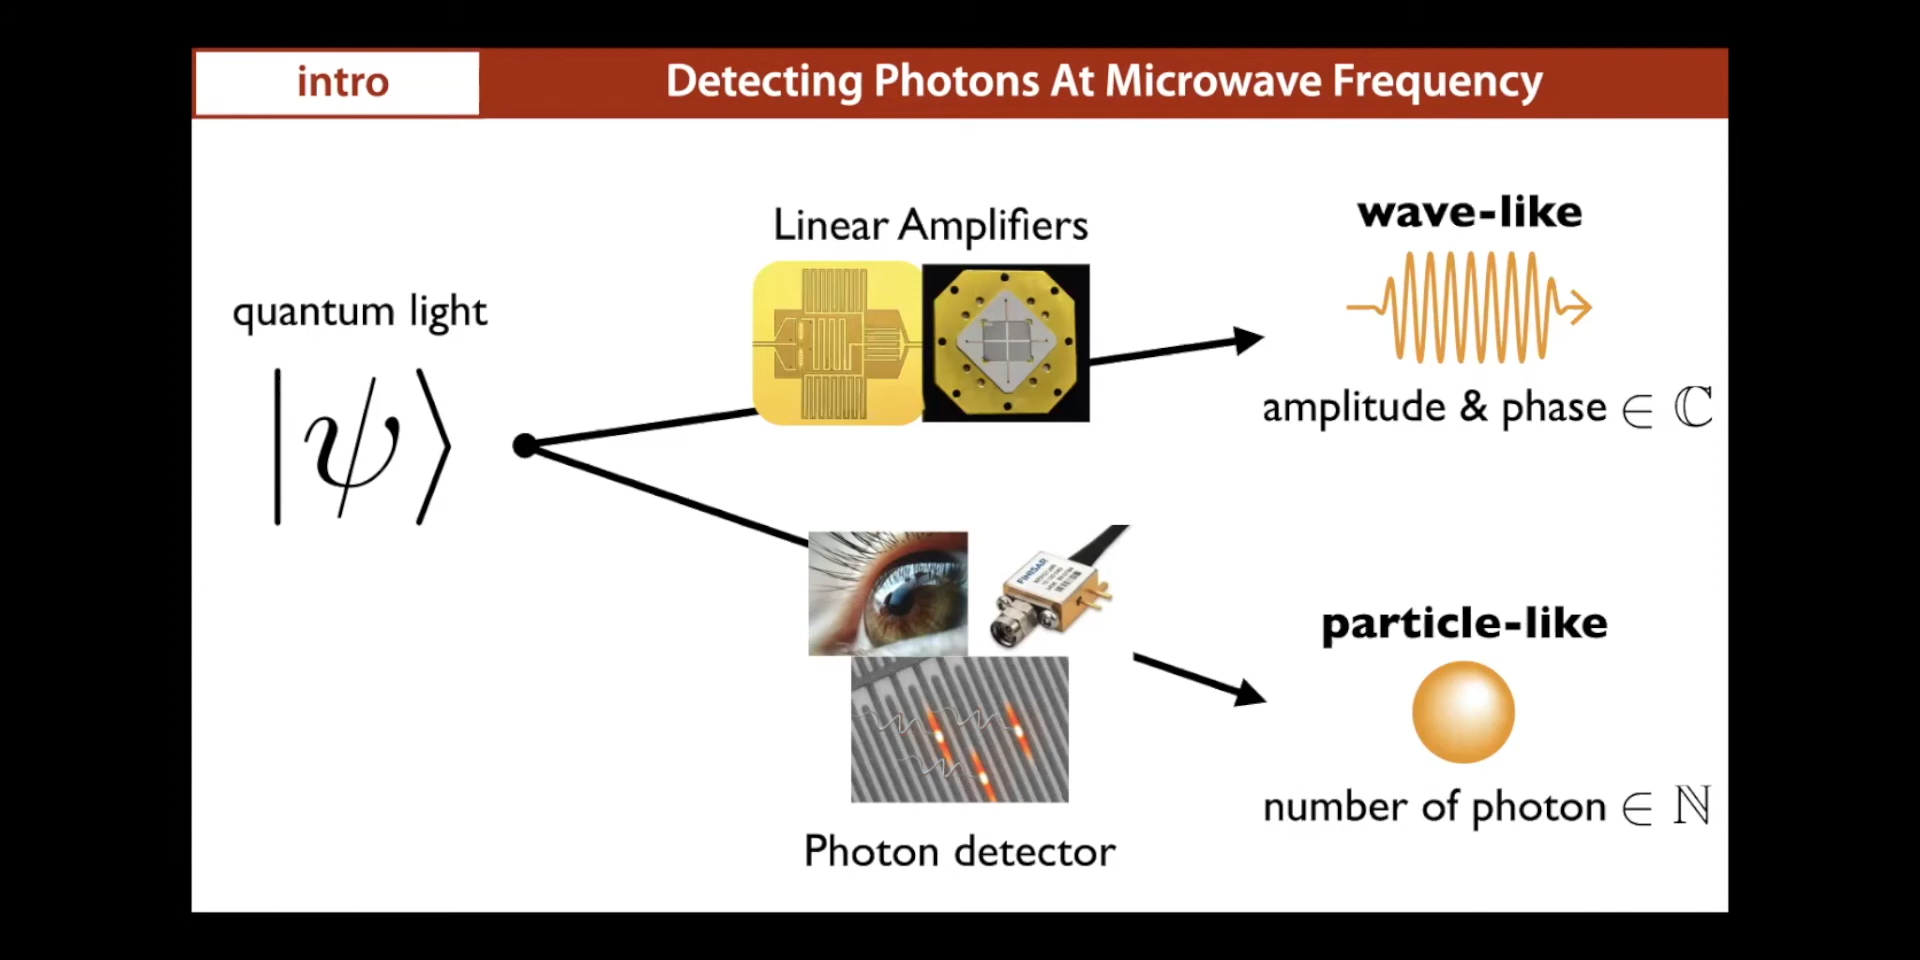 intro
Detecting Photons At Microwave Frequency
quantum light
|ψ⟩
Linear Amplifiers
wave-like
amplitude & phase ∈ ℂ
FINISAR
Photon detector
particle-like
number of photon ∈ ℕ